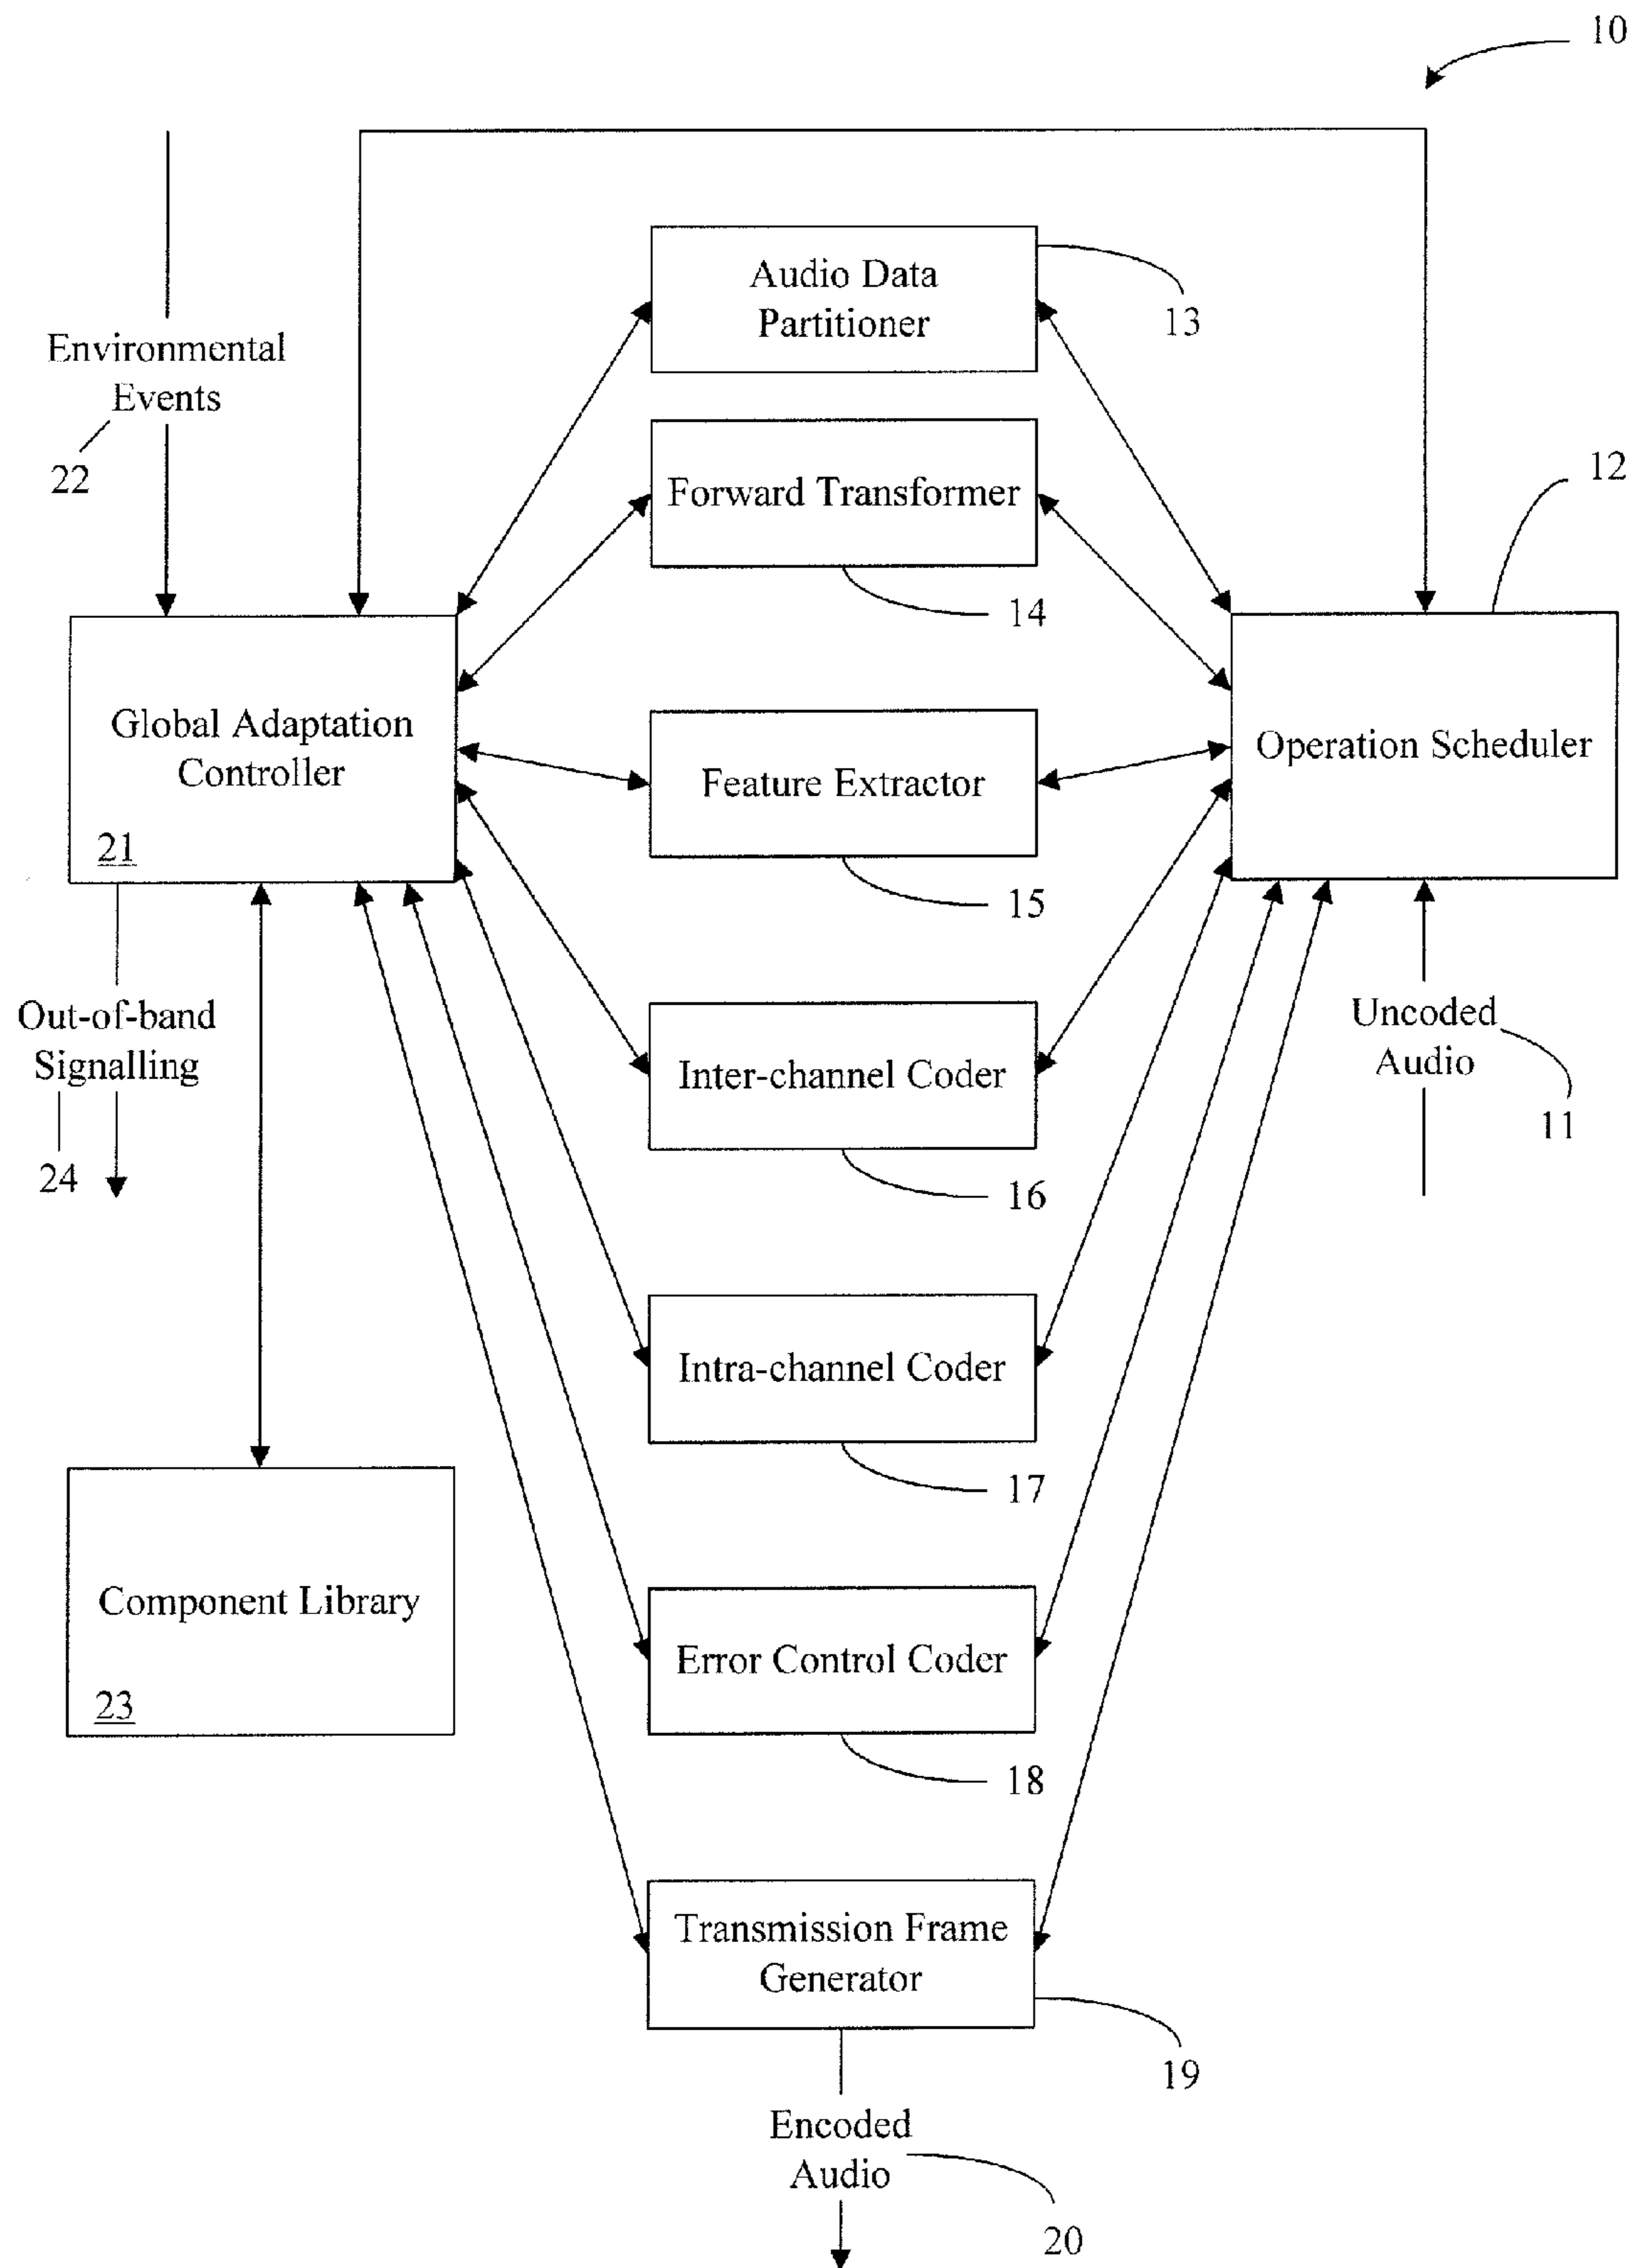 10
Audio Data
Partitioner
13
Environmental
Events
22
Forward Transformer
14
12
Global Adaptation
Controller
21
Feature Extractor
15
Operation Scheduler
Out-of-band
Signalling
24
Inter-channel Coder
16
Uncoded
Audio
11
Intra-channel Coder
17
Component Library
23
Error Control Coder
18
Transmission Frame
Generator
19
Encoded
Audio
20